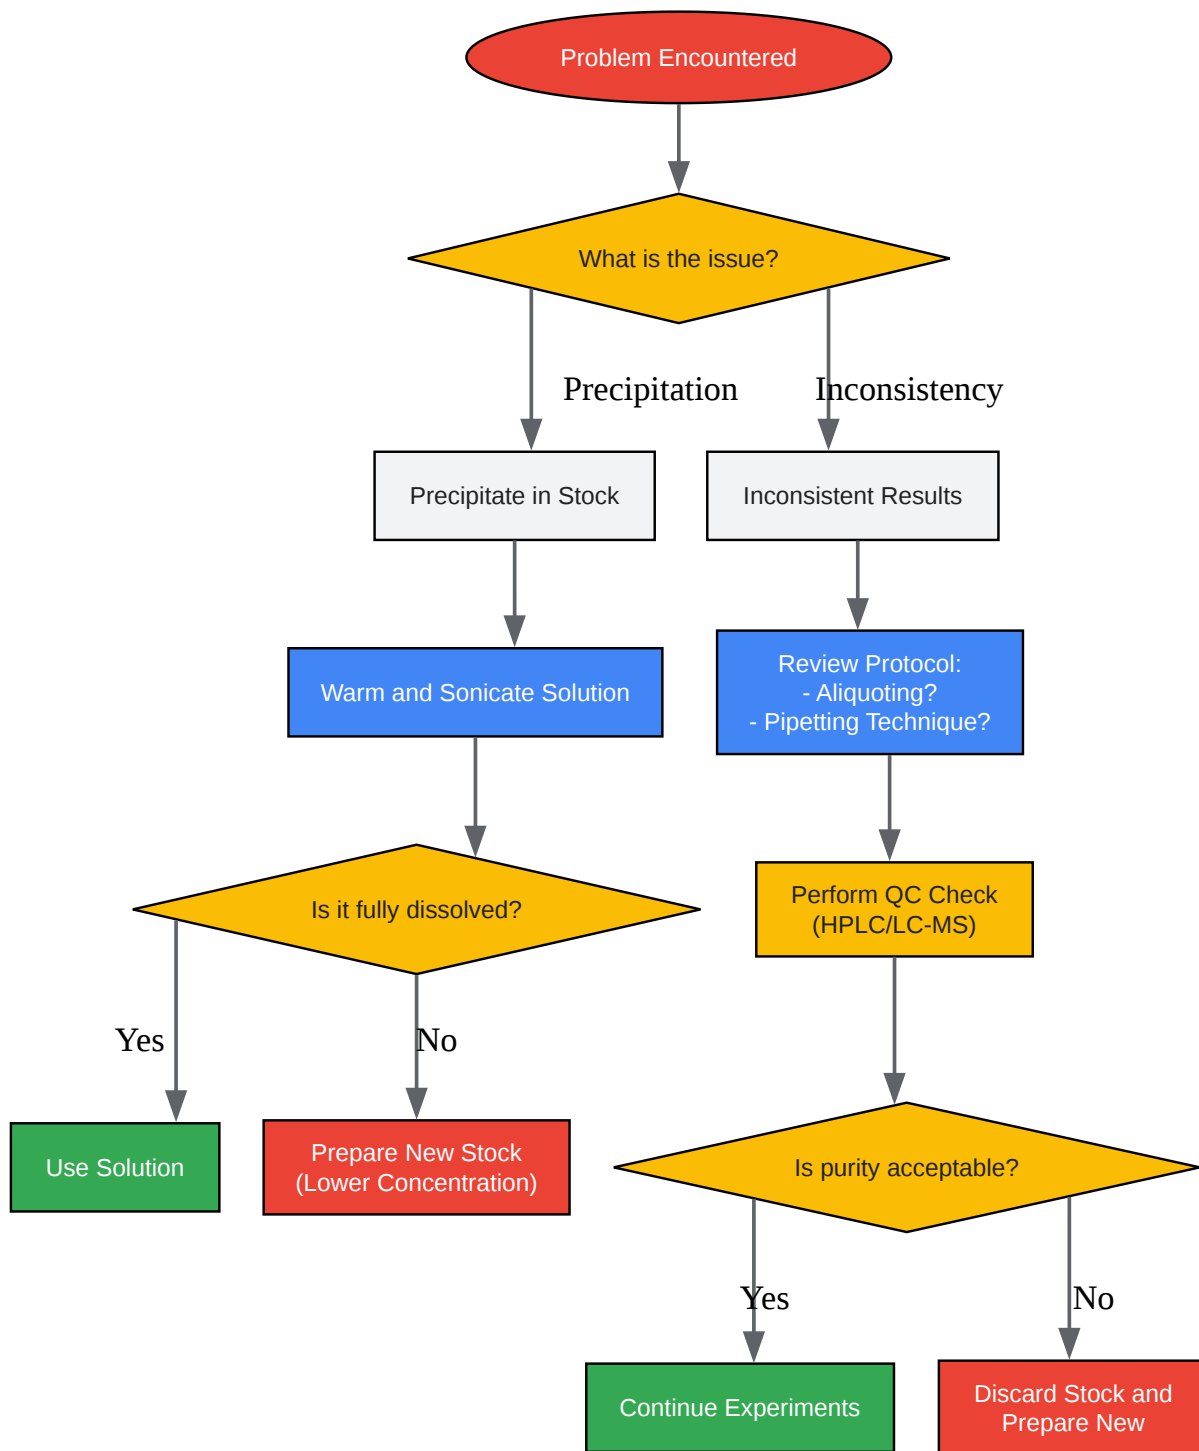 Problem Encountered
What is the issue?
Precipitation
Inconsistency
Precipitate in Stock
Inconsistent Results
Warm and Sonicate Solution
Review Protocol:
- Aliquoting?
- Pipetting Technique?
Is it fully dissolved?
Perform QC Check
(HPLC/LC-MS)
Yes
No
Use Solution
Prepare New Stock
(Lower Concentration)
Is purity acceptable?
Yes
No
Continue Experiments
Discard Stock and
Prepare New